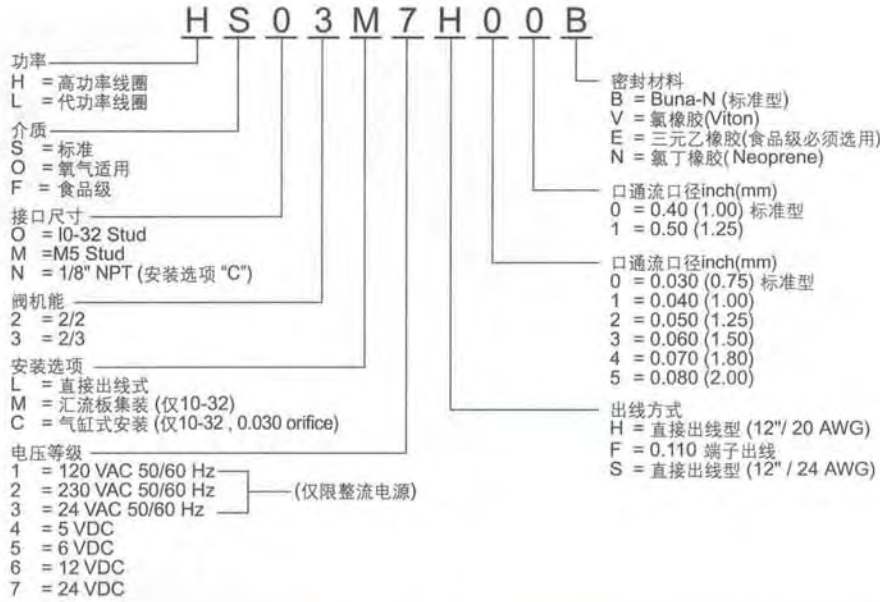 HS03M7H00B
功率
H = 高功率线圈
L = 代功率线圈
介质
S = 标准
O = 氧气适用
F = 食品级
接口尺寸
O = I0-32 Stud
M =M5 Stud
N = 1/8" NPT (安装选项 "C")
阀机能
2 = 2/2
3 = 2/3
安装选项
L = 直接出线式
M = 汇流板集装 (仅10-32)
C = 气缸式安装 (仅10-32 , 0.030 orifice)
电压等级
1 = 120 VAC 50/60 Hz
2 = 230 VAC 50/60 Hz
3 = 24 VAC 50/60 Hz
(仅限整流电源)
4 = 5 VDC
5 = 6 VDC
6 = 12 VDC
7 = 24 VDC
密封材料
B = Buna-N (标准型)
V = 氟橡胶(Viton)
E = 三元乙橡胶(食品级必须选用)
N = 氯丁橡胶( Neoprene)
口通流口径inch(mm)
0 = 0.40 (1.00) 标准型
1 = 0.50 (1.25)
口通流口径inch(mm)
0 = 0.030 (0.75) 标准型
1 = 0.040 (1.00)
2 = 0.050 (1.25)
3 = 0.060 (1.50)
4 = 0.070 (1.80)
5 = 0.080 (2.00)
出线方式
H = 直接出线型 (12"/ 20 AWG)
F = 0.110 端子出线
S = 直接出线型 (12" / 24 AWG)